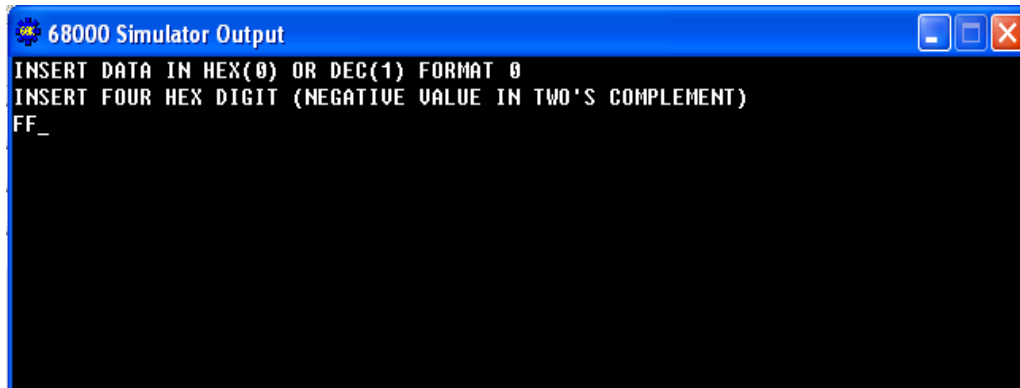 68000 Simulator Output
INSERT DATA IN HEX(0) OR DEC(1) FORMAT 0
INSERT FOUR HEX DIGIT (NEGATIVE VALUE IN TWO'S COMPLEMENT)
FF_